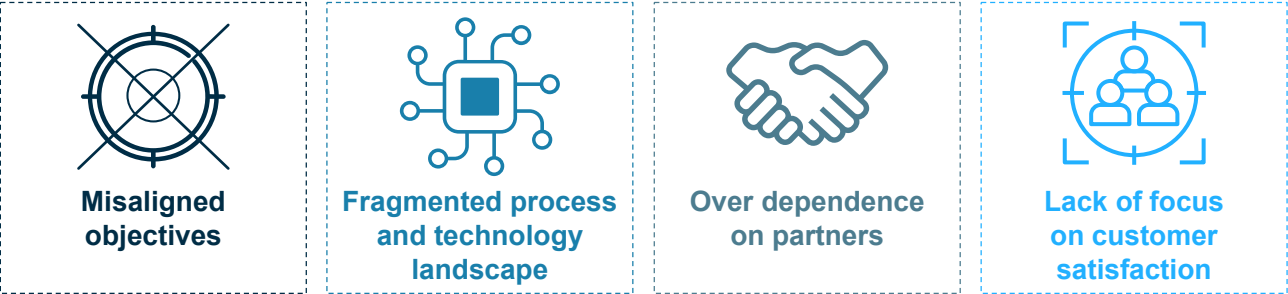 Misaligned
objectives
Fragmented process
and technology
landscape
Over dependence
on partners
Lack of focus
on customer
satisfaction